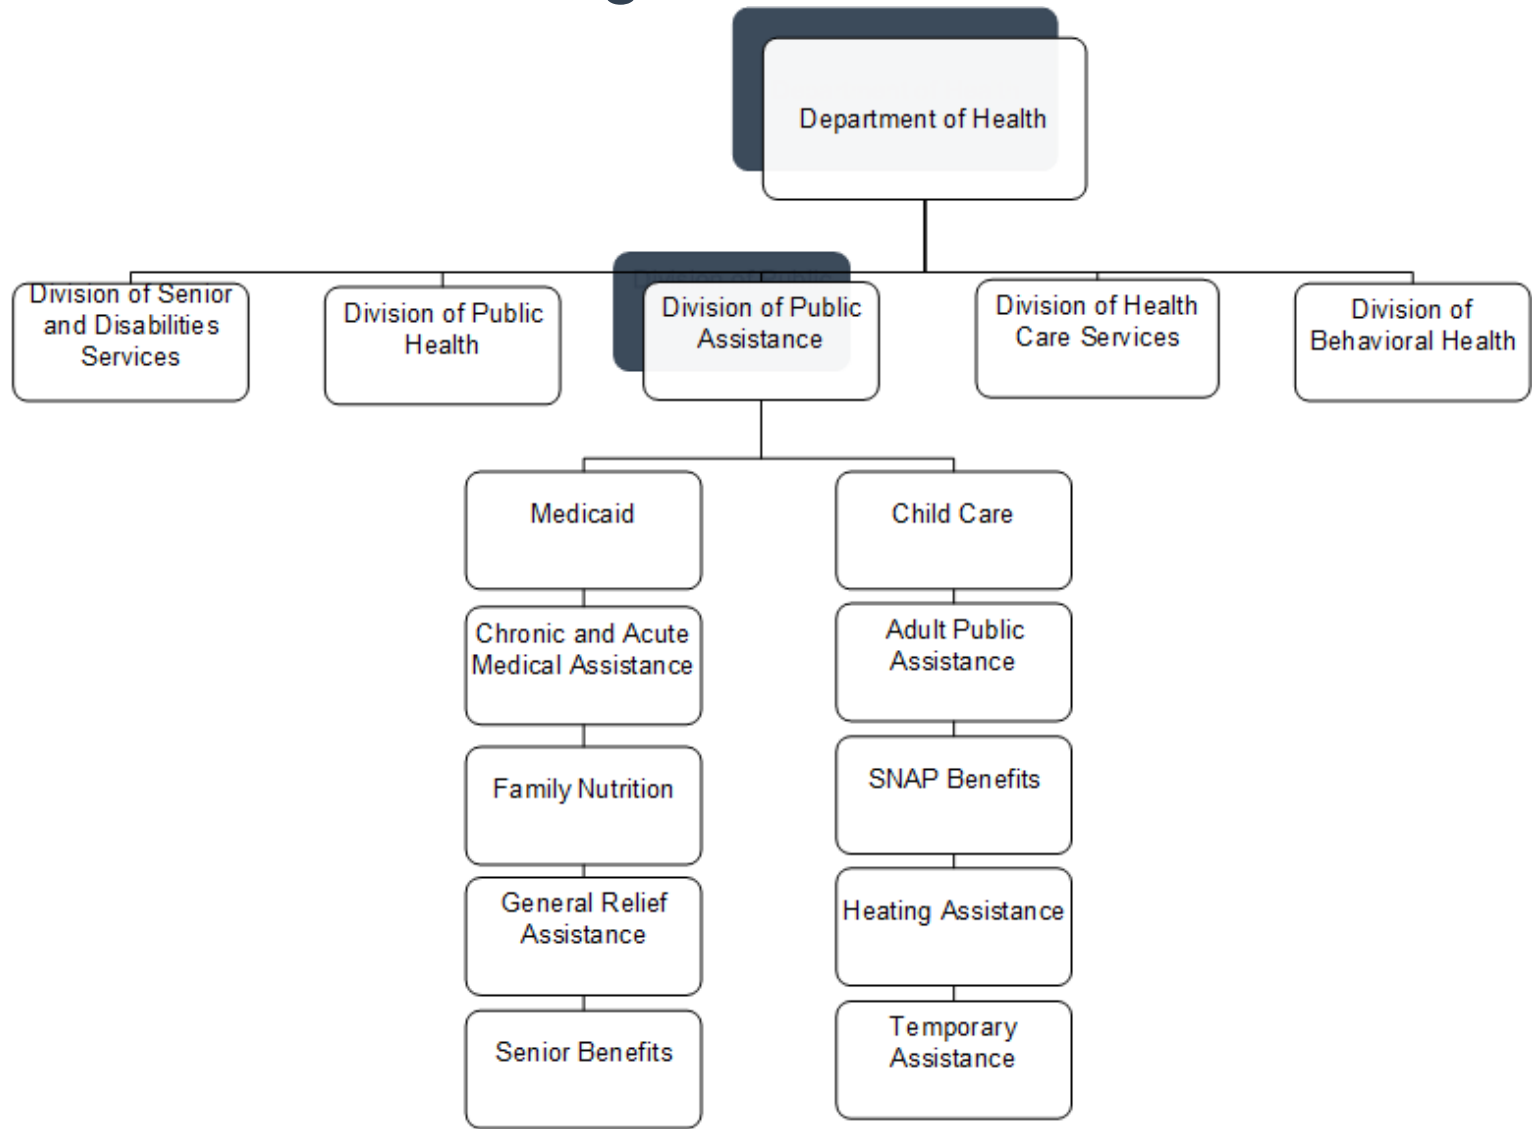 Department of Health
Division of Senior
and Disabilities
Services
Division of Public
Health
Division of Public
Assistance
Division of Health
Care Services
Division of
Behavioral Health
Medicaid
Chronic and Acute
Medical Assistance
Family Nutrition
General Relief
Assistance
Senior Benefits
Child Care
Adult Public
Assistance
SNAP Benefits
Heating Assistance
Temporary
Assistance